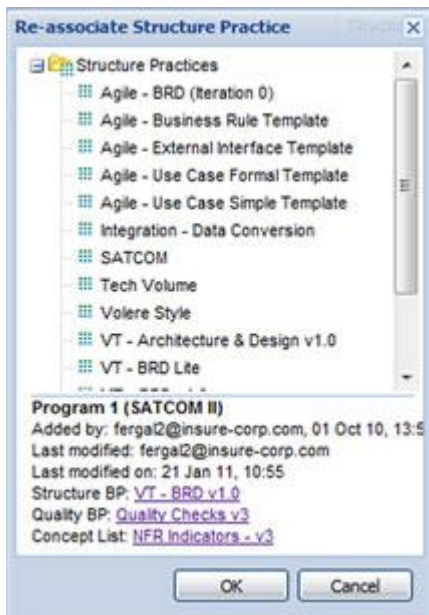 Re-associate Structure Practice
Structure Practices
Agile - BRD (Iteration 0)
Agile - Business Rule Template
Agile - External Interface Template
Agile - Use Case Formal Template
Agile - Use Case Simple Template
Integration - Data Conversion
SATCOM
Tech Volume
Volere Style
VT - Architecture & Design v1.0
VT - BRD Lite
Program 1 (SATCOM II)
Added by: fergal2@insure-corp.com, 01 Oct 10, 13:5
Last modified: fergal2@insure-corp.com
Last modified on: 21 Jan 11, 10:55
Structure BP: VT - BRD v1.0
Quality BP: Quality Checks v3
Concept List: NFR Indicators - v3
OK Cancel